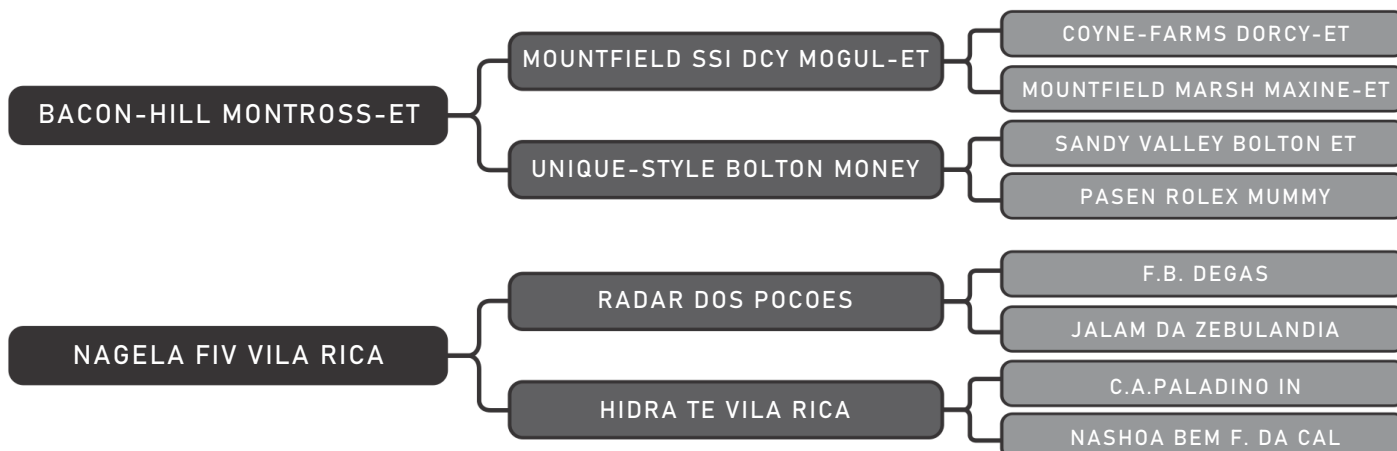 BACON-HILL MONTROSS-ET
MOUNTFIELD SSI DCY MOGUL-ET
COYNE-FARMS DORCY-ET
MOUNTFIELD MARSH MAXINE-ET
UNIQUE-STYLE BOLTON MONEY
SANDY VALLEY BOLTON ET
PASEN ROLEX MUMMY
NAGELA FIV VILA RICA
RADAR DOS POCOES
F.B. DEGAS
JALAM DA ZEBULANDIA
HIDRA TE VILA RICA
C.A.PALADINO IN
NASHOA BEM F. DA CAL